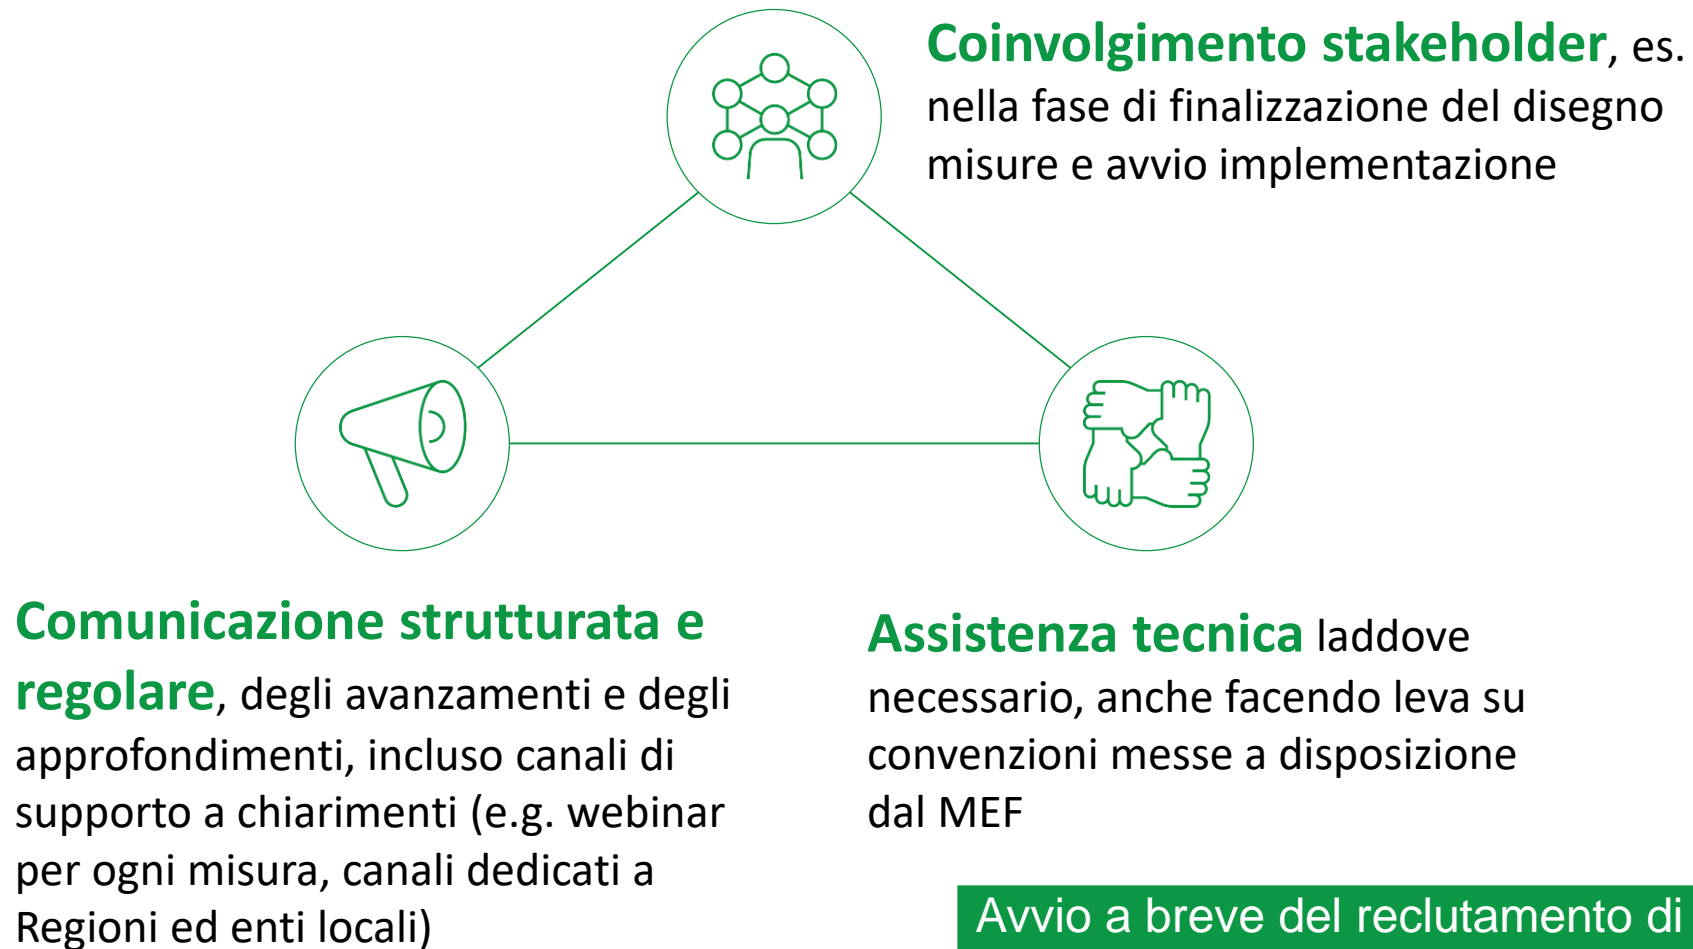 Coinvolgimento stakeholder, es.
nella fase di finalizzazione del disegno
misure e avvio implementazione
Comunicazione strutturata e
regolare, degli avanzamenti e degli
approfondimenti, incluso canali di
supporto a chiarimenti (e.g. webinar
per ogni misura, canali dedicati a
Regioni ed enti locali)
Assistenza tecnica laddove
necessario, anche facendo leva su
convenzioni messe a disposizione
dal MEF
Avvio a breve del reclutamento di